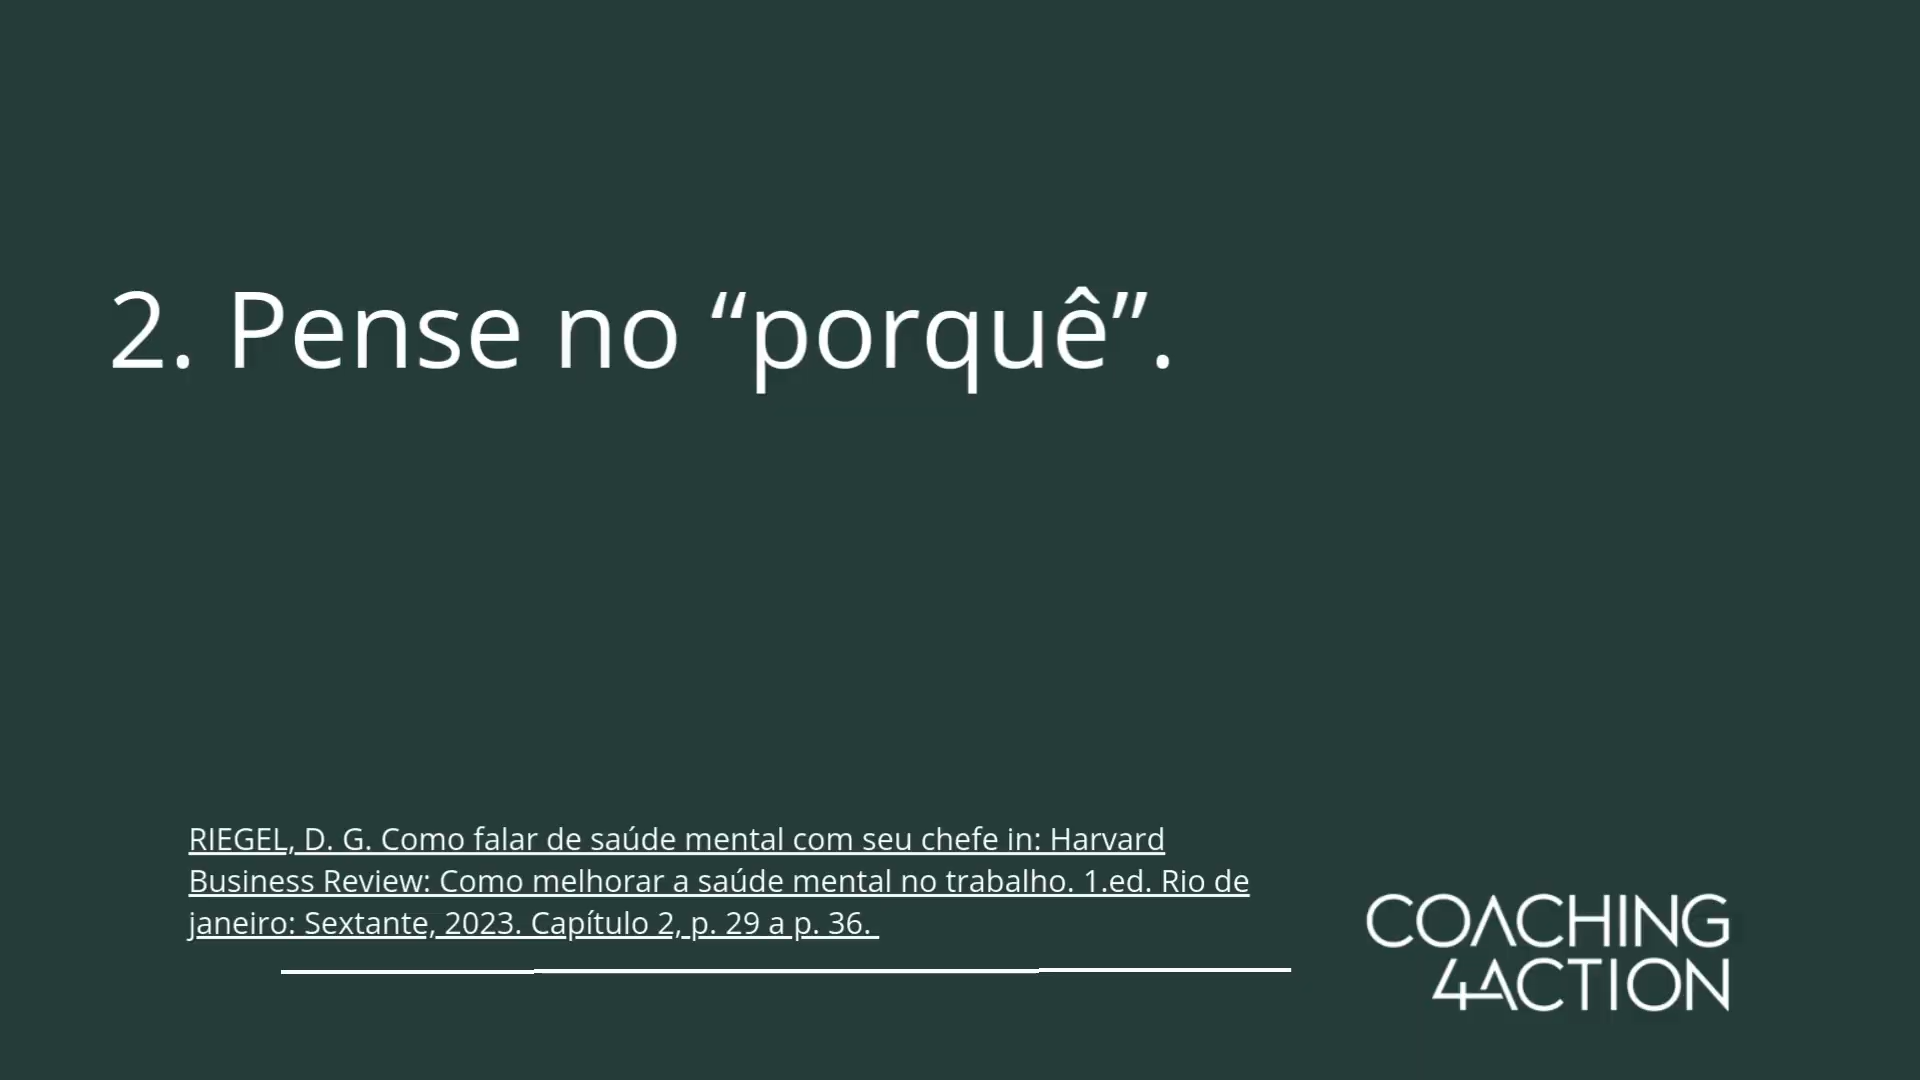 2. Pense no “porquê”.
RIEGEL, D. G. Como falar de saúde mental com seu chefe in: Harvard
Business Review: Como melhorar a saúde mental no trabalho. 1.ed. Rio de
janeiro: Sextante, 2023. Capítulo 2, p. 29 a p. 36.
COACHING
4ACTION